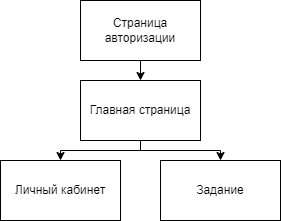 Страница
авторизации
Главная страница
Личный кабинет
Задание